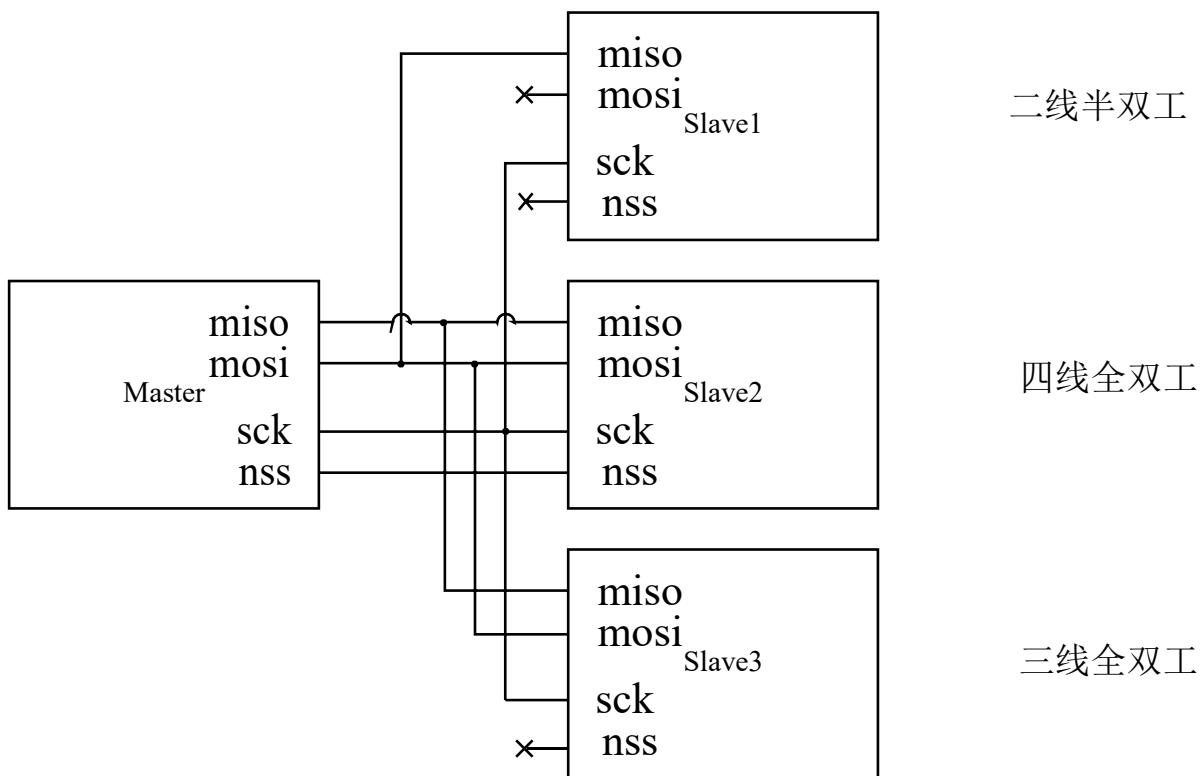 miso
mosi
Slave1
sck
nss
二线半双工
miso
mosi
Master
sck
nss
miso
mosi
Slave2
sck
nss
四线全双工
miso
mosi
Slave3
sck
nss
三线全双工